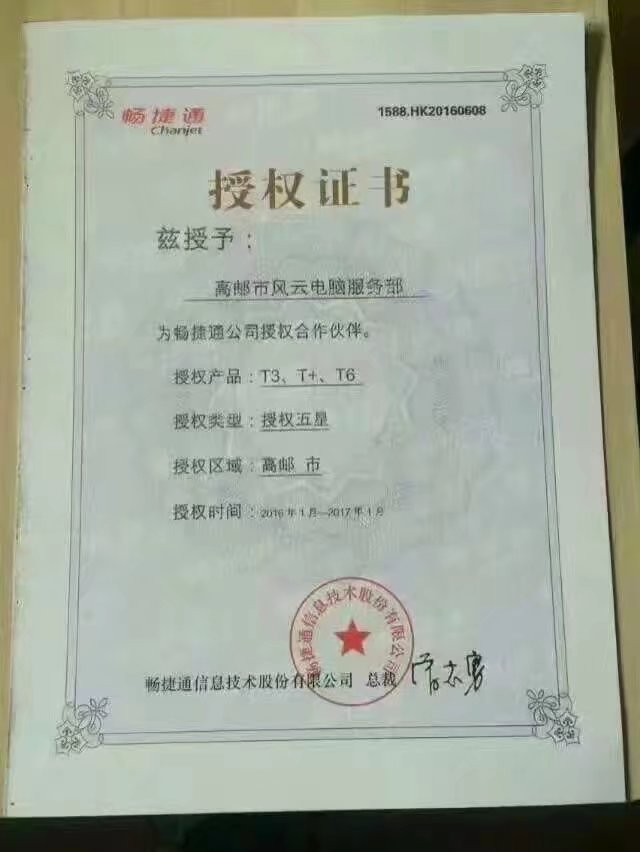 畅捷通
Chanjet
1588.HK20160608
授权证书
兹授予：
高邮市风云电脑服务部
为畅捷通公司授权合作伙伴。
授权产品：T3、T+、T6
授权类型：授权五星
授权区域：高邮 市
授权时间：2016年1月—2017年1月
畅捷通信息技术股份有限公司
畅捷通信息技术股份有限公司 总裁